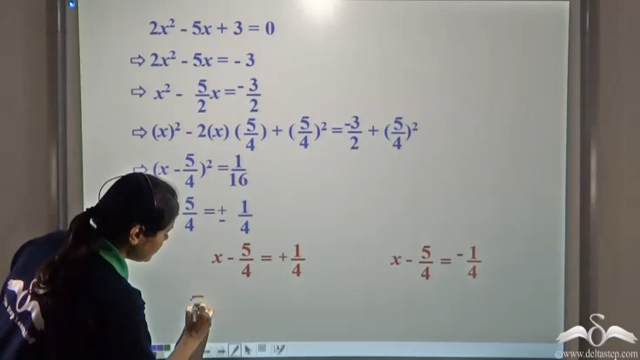 2x² - 5x + 3 = 0
⇨ 2x² - 5x = - 3
⇨ x² - 5/2 x = -3/2
⇨ (x)² - 2(x) (5/4) + (5/4)² = -3/2 + (5/4)²
⇨ (x - 5/4)² = 1/16
5/4 = ± 1/4
x - 5/4 = + 1/4
x - 5/4 = - 1/4
©www.deltastep.com